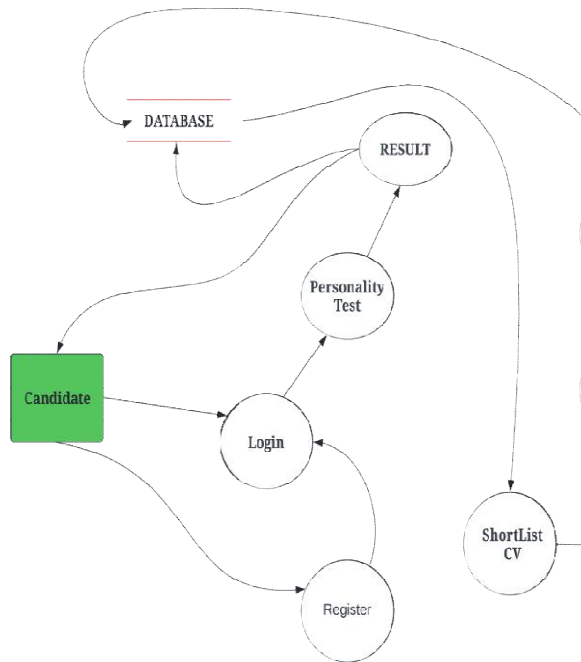 DATABASE
RESULT
Personality
Test
Candidate
Login
ShortList
CV
Register